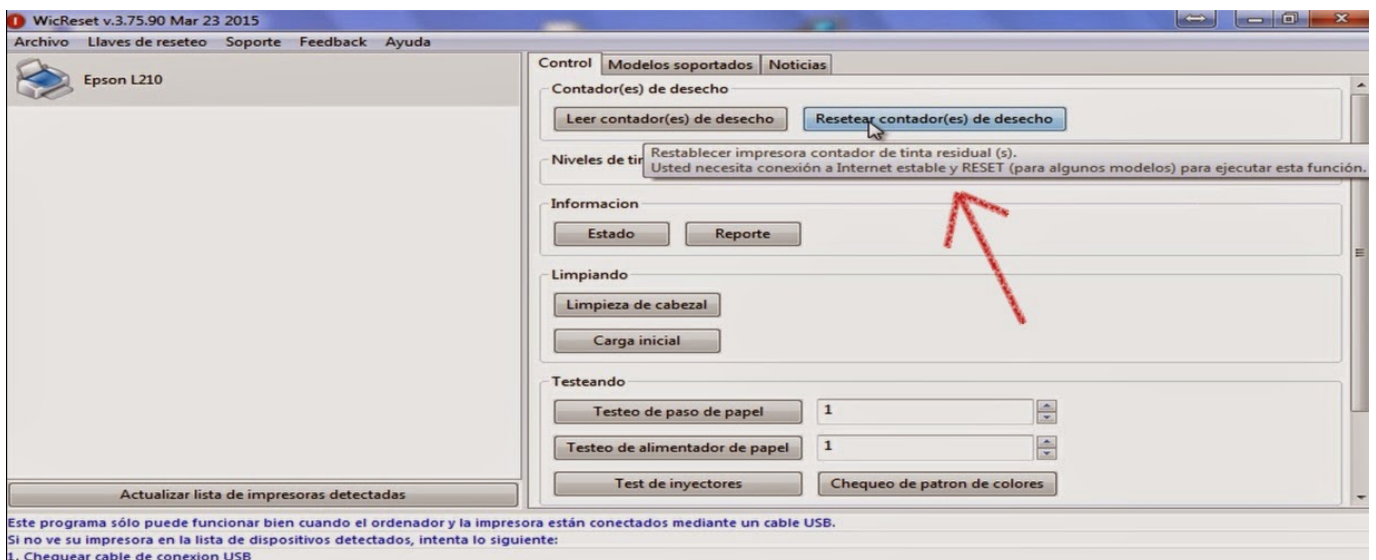 WicReset v.3.75.90 Mar 23 2015
Archivo Llaves de reseteo Soporte Feedback Ayuda
Epson L210
Control Modelos soportados Noticias
Contador(es) de desecho
Leer contador(es) de desecho Resetear contador(es) de desecho
Restablecer impresora contador de tinta residual (s).
Niveles de tin
Usted necesita conexión a Internet estable y RESET (para algunos modelos) para ejecutar esta función.
Informacion
Estado Reporte
Limpiando
Limpieza de cabezal
Carga inicial
Testeando
Testeo de paso de papel 1
Testeo de alimentador de papel 1
Test de inyectores Chequeo de patron de colores
Actualizar lista de impresoras detectadas
Este programa sólo puede funcionar bien cuando el ordenador y la impresora están conectados mediante un cable USB.
Si no ve su impresora en la lista de dispositivos detectados, intenta lo siguiente:
1. Chequear cable de conexion USB